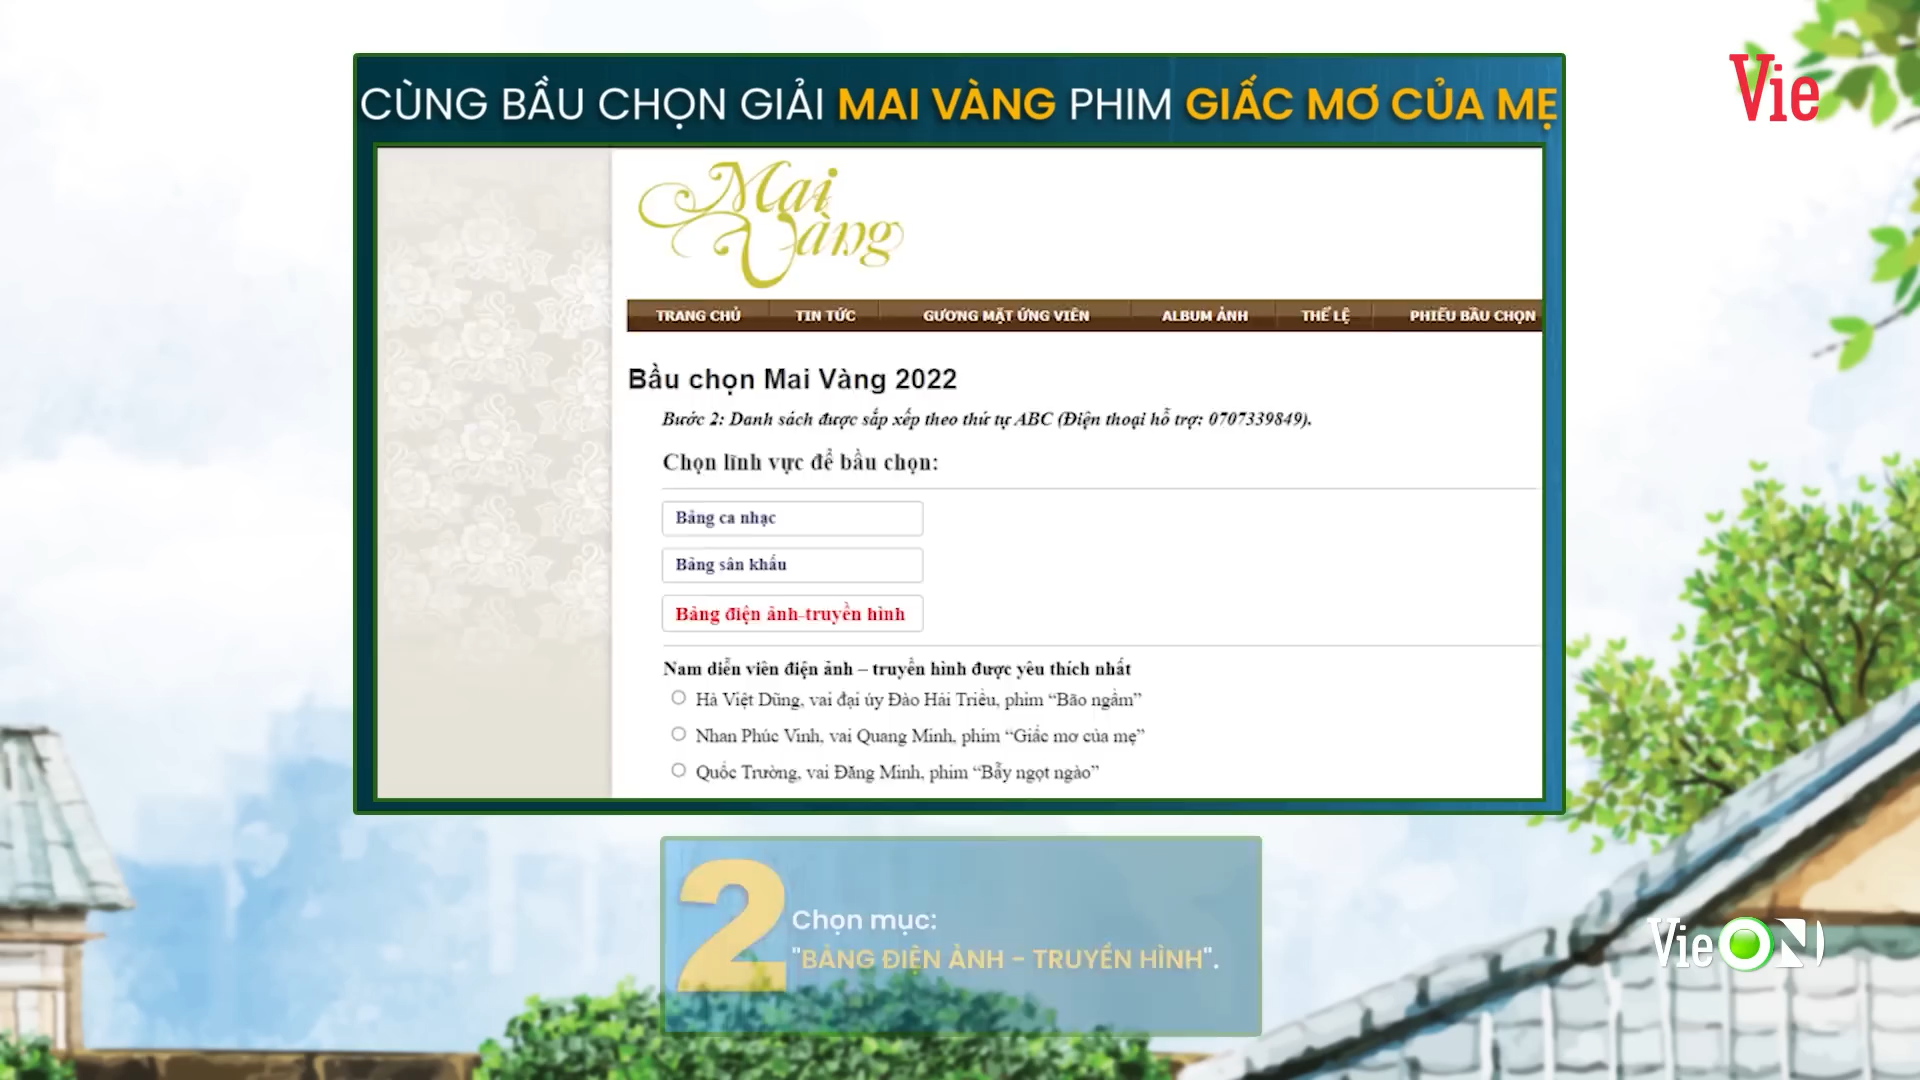 CÙNG BẦU CHỌN GIẢI MAI VÀNG PHIM GIẤC MƠ CỦA MẸ
Vie
Mai Vàng
TRANG CHỦ TIN TỨC GƯƠNG MẶT ỨNG VIÊN ALBUM ẢNH THỂ LỆ PHIẾU BẦU CHỌN
Bầu chọn Mai Vàng 2022
Bước 2: Danh sách được sắp xếp theo thứ tự ABC (Điện thoại hỗ trợ: 0707339849).
Chọn lĩnh vực để bầu chọn:
Bảng ca nhạc
Bảng sân khấu
Bảng điện ảnh-truyền hình
Nam diễn viên điện ảnh – truyền hình được yêu thích nhất
Hà Việt Dũng, vai đại úy Đào Hải Triều, phim “Bão ngầm”
Nhan Phúc Vinh, vai Quang Minh, phim “Giấc mơ của mẹ”
Quốc Trường, vai Đăng Minh, phim “Bẫy ngọt ngào”
2 Chọn mục:
"BẢNG ĐIỆN ẢNH - TRUYỀN HÌNH".
VieON